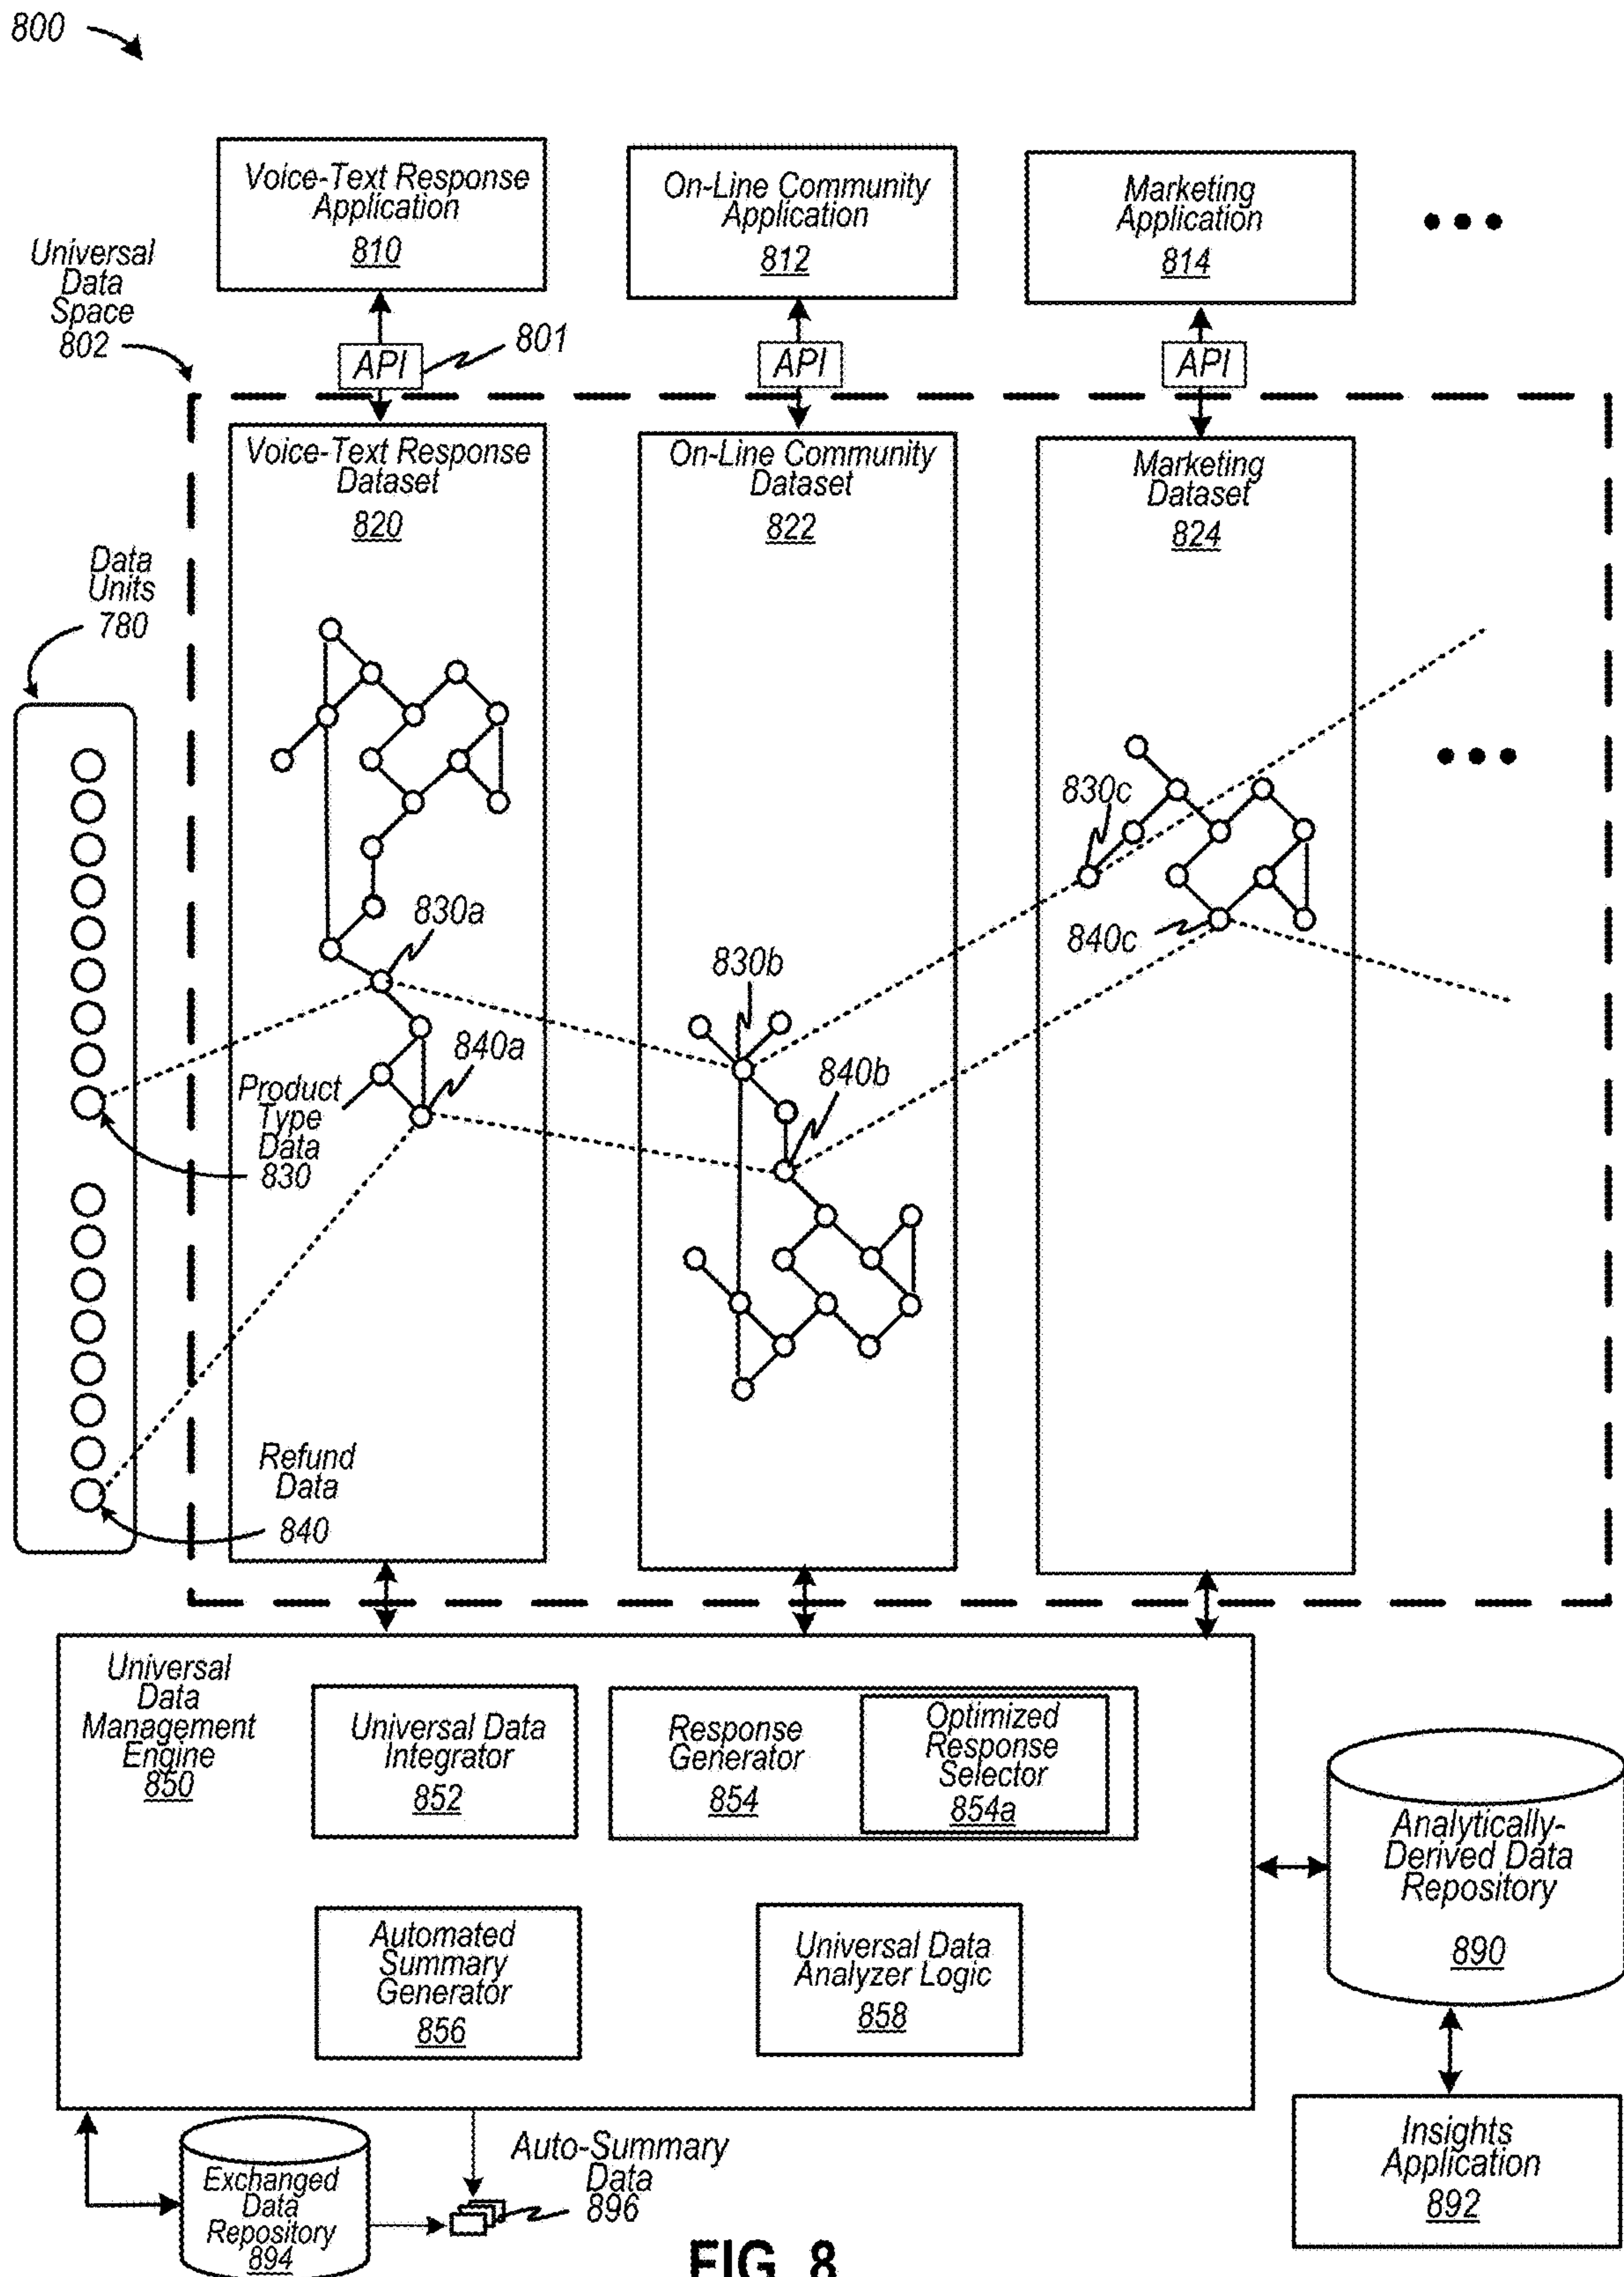 800
Voice-Text Response
Application
810
On-Line Community
Application
812
Marketing
Application
814
Universal
Data
Space
802
API
801
API
API
Voice-Text Response
Dataset
820
On-Line Community
Dataset
822
Marketing
Dataset
824
Data
Units
780
830c
840c
830a
830b
840a
840b
Product
Type
Data
830
Refund
Data
840
Universal
Data
Management
Engine
850
Universal Data
Integrator
852
Response
Generator
854
Optimized
Response
Selector
854a
Automated
Summary
Generator
856
Universal Data
Analyzer Logic
858
Analytically-
Derived Data
Repository
890
Insights
Application
892
Exchanged
Data
Repository
894
Auto-Summary
Data
896
FIG. 8